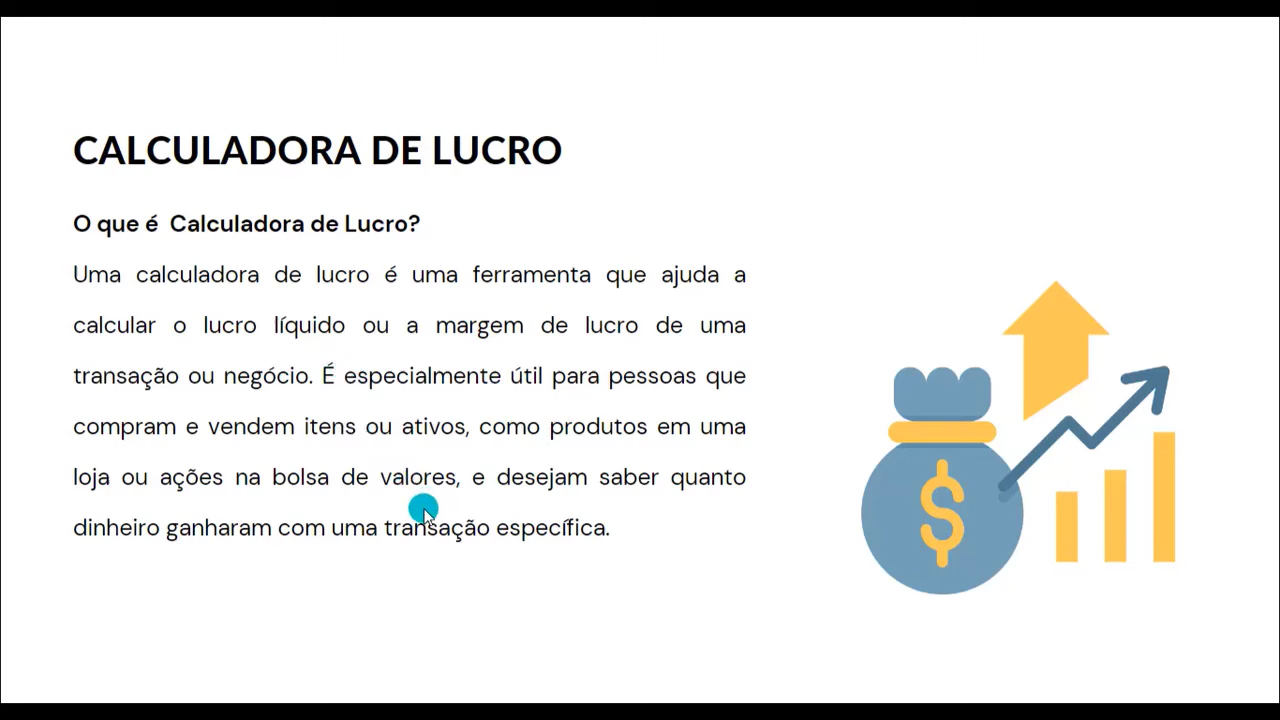 CALCULADORA DE LUCRO
O que é Calculadora de Lucro?
Uma calculadora de lucro é uma ferramenta que ajuda a
calcular o lucro líquido ou a margem de lucro de uma
transação ou negócio. É especialmente útil para pessoas que
compram e vendem itens ou ativos, como produtos em uma
loja ou ações na bolsa de valores, e desejam saber quanto
dinheiro ganharam com uma transação específica.
$